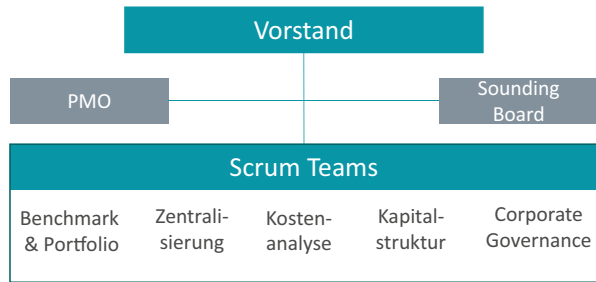 Vorstand
PMO
Sounding
Board
Scrum Teams
Benchmark
& Portfolio
Zentrali-
sierung
Kosten-
analyse
Kapital-
struktur
Corporate
Governance